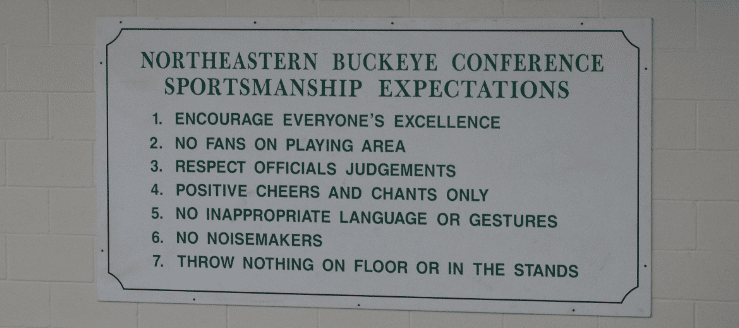 NORTHEASTERN BUCKEYE CONFERENCE
SPORTSMANSHIP EXPECTATIONS
1. ENCOURAGE EVERYONE'S EXCELLENCE
2. NO FANS ON PLAYING AREA
3. RESPECT OFFICIALS JUDGEMENTS
4. POSITIVE CHEERS AND CHANTS ONLY
5. NO INAPPROPRIATE LANGUAGE OR GESTURES
6. NO NOISEMAKERS
7. THROW NOTHING ON FLOOR OR IN THE STANDS